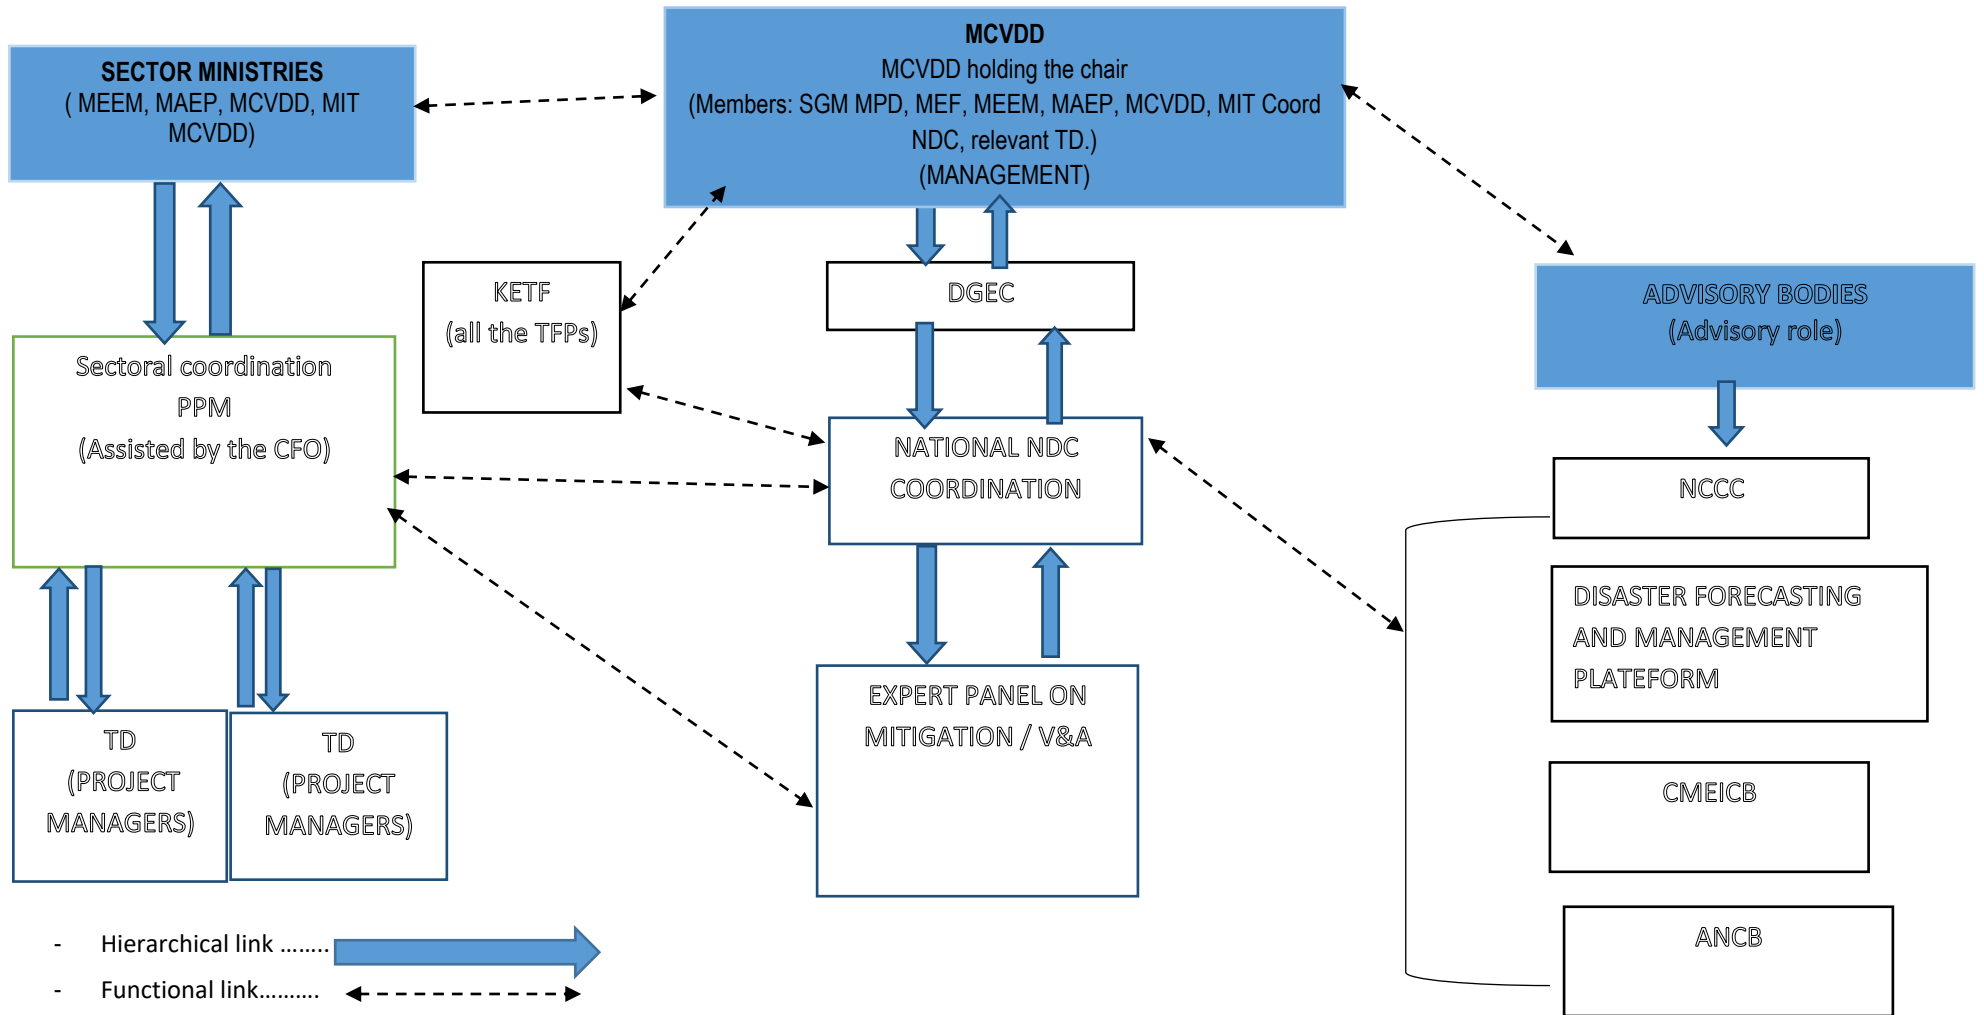 SECTOR MINISTRIES
( MEEM, MAEP, MCVDD, MIT
MCVDD)
MCVDD
MCVDD holding the chair
(Members: SGM MPD, MEF, MEEM, MAEP, MCVDD, MIT Coord
NDC, relevant TD.)
(MANAGEMENT)
KETF
(all the TFPs)
DGEC
ADVISORY BODIES
(Advisory role)
Sectoral coordination
PPM
(Assisted by the CFO)
NATIONAL NDC
COORDINATION
NCCC
DISASTER FORECASTING
AND MANAGEMENT
PLATEFORM
TD
(PROJECT
MANAGERS)
TD
(PROJECT
MANAGERS)
EXPERT PANEL ON
MITIGATION / V&A
CMEICB
ANCB
- Hierarchical link ........
- Functional link..........